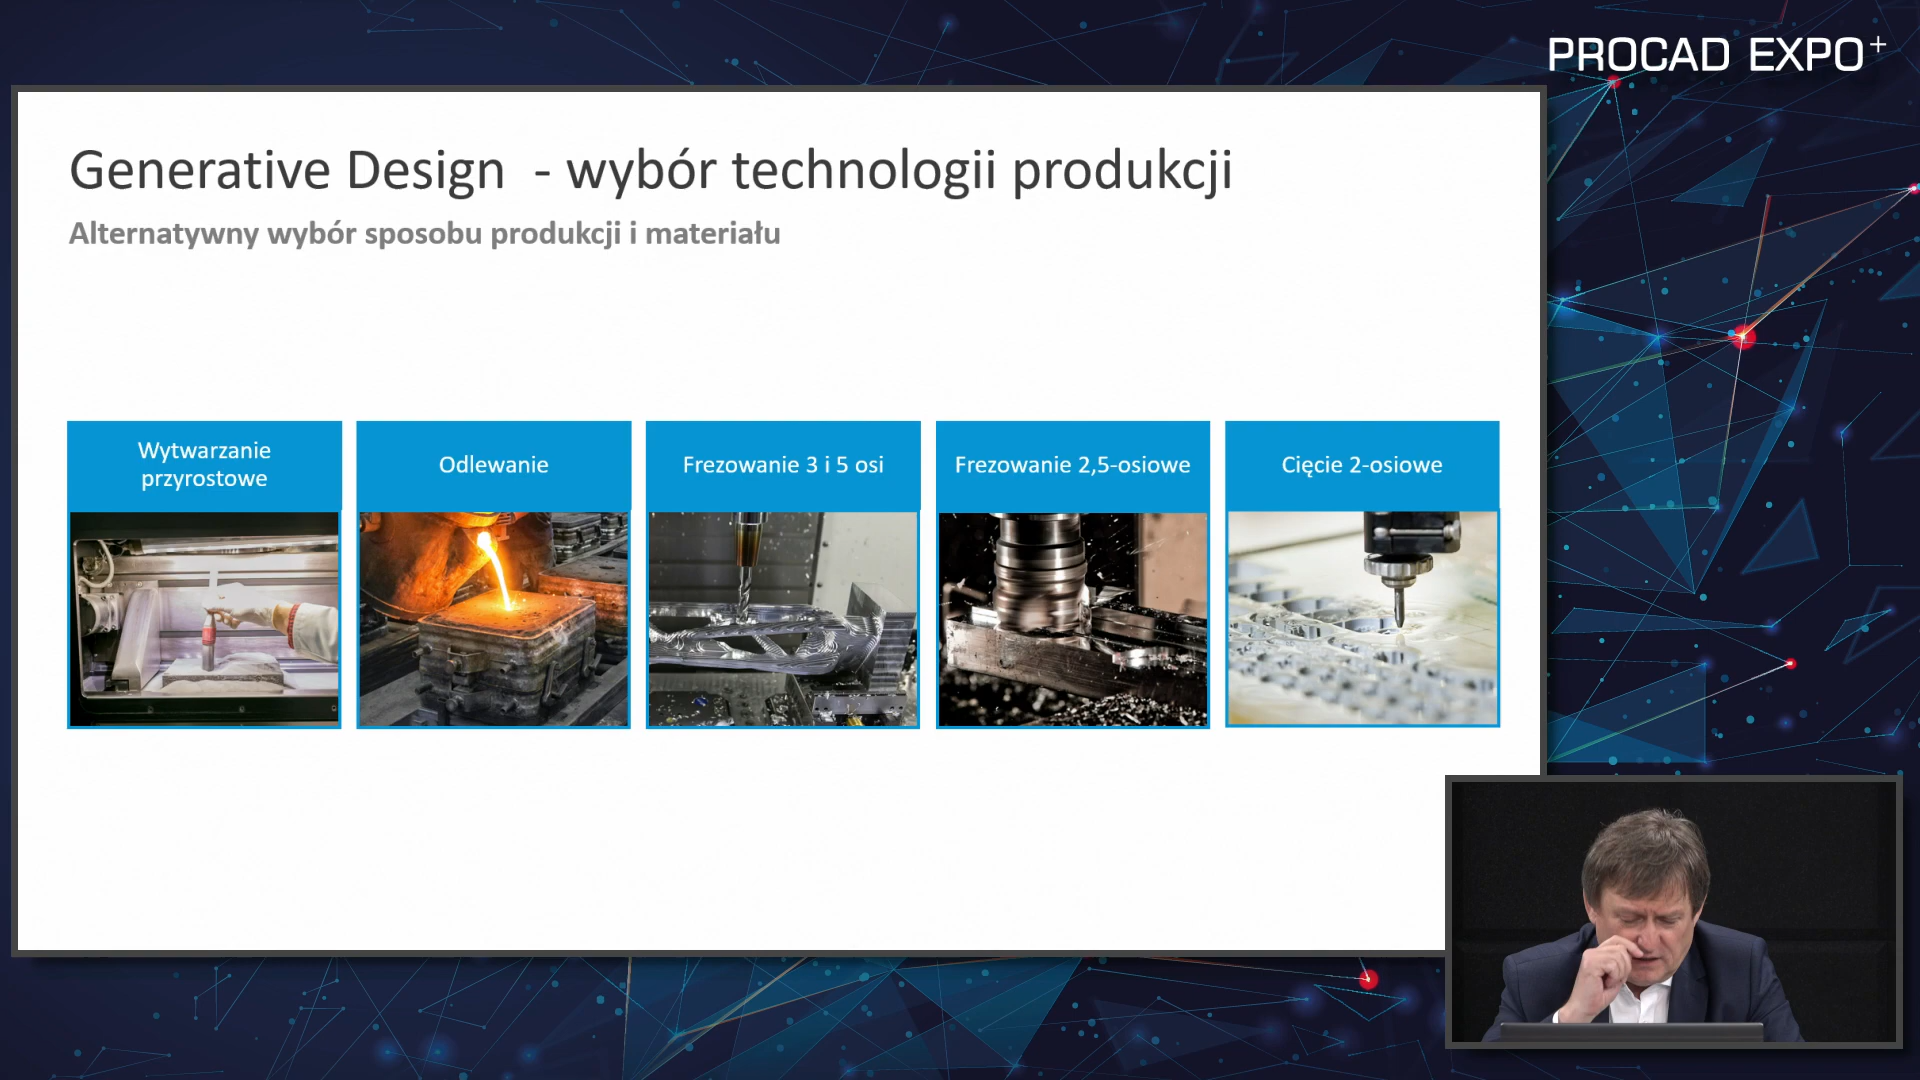 PROCAD EXPO+
Generative Design - wybór technologii produkcji
Alternatywny wybór sposobu produkcji i materiału
Wytwarzanie
przyrostowe
Odlewanie
Frezowanie 3 i 5 osi
Frezowanie 2,5-osiowe
Cięcie 2-osiowe